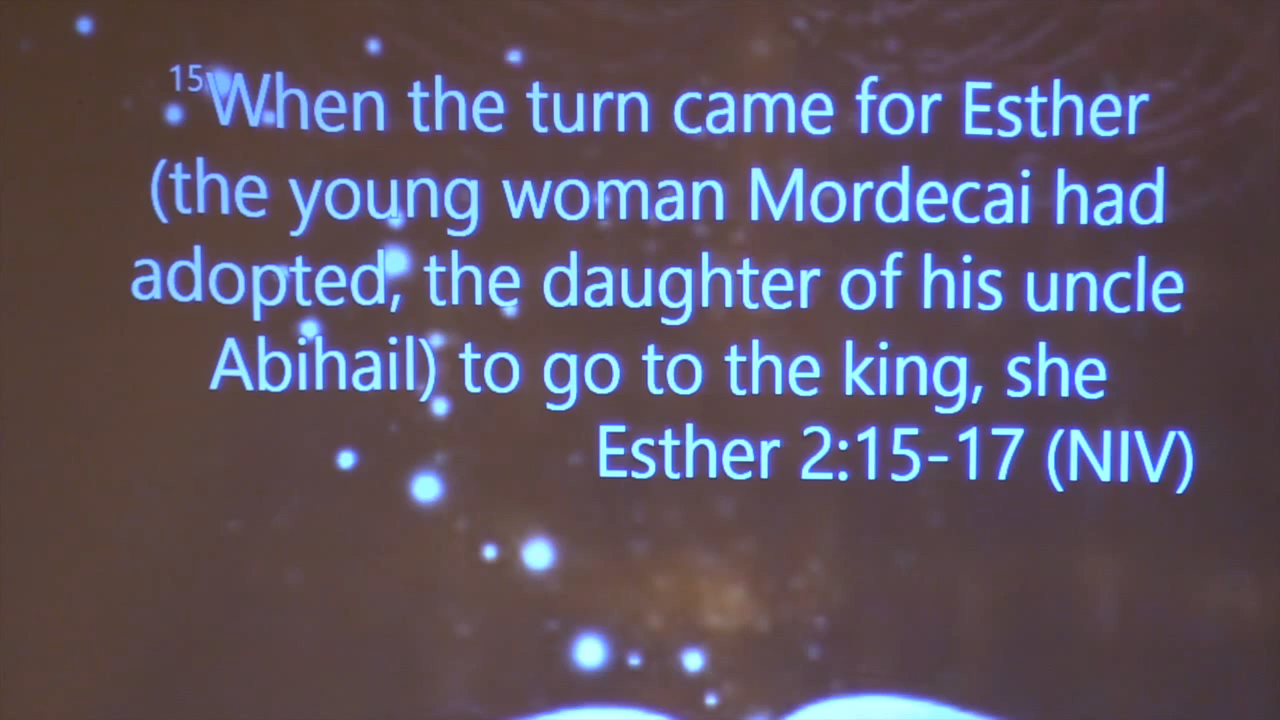 15When the turn came for Esther
(the young woman Mordecai had
adopted, the daughter of his uncle
Abihail) to go to the king, she
Esther 2:15-17 (NIV)